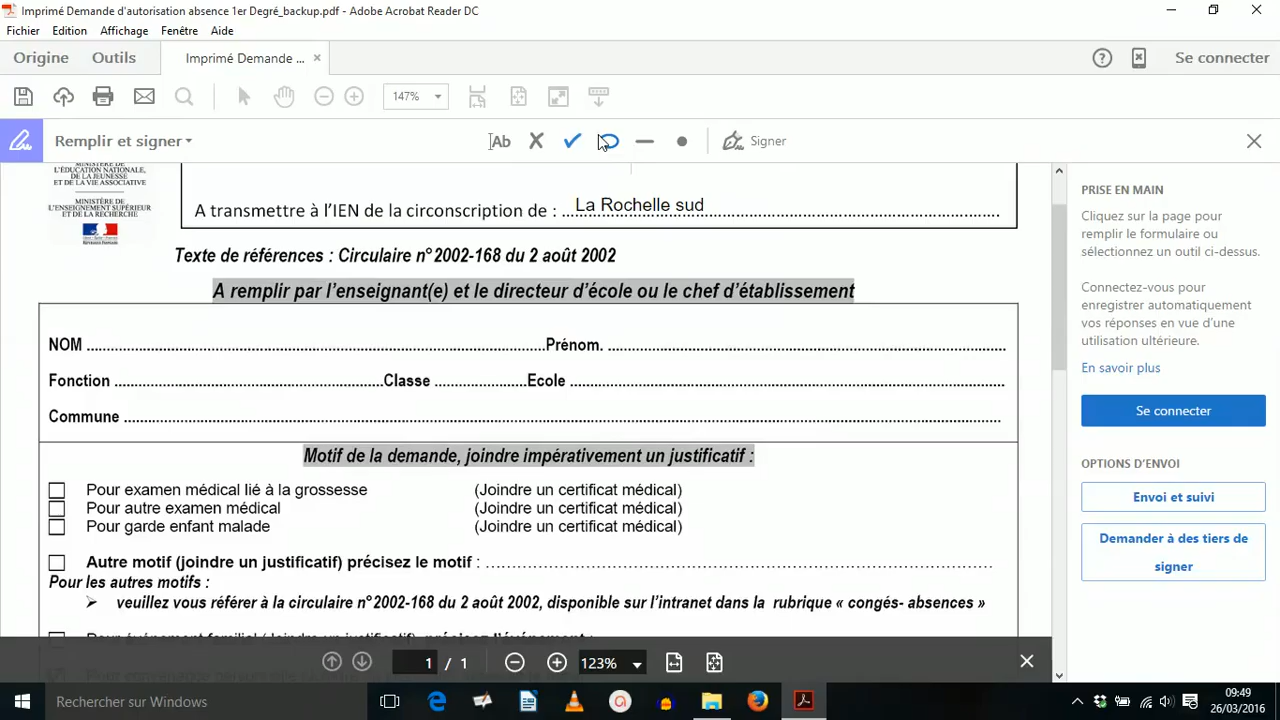 Imprimé Demande d'autorisation absence 1er Degré_backup.pdf - Adobe Acrobat Reader DC
Fichier Edition Affichage Fenêtre Aide
Origine Outils Imprimé Demande ... × Se connecter
147%
Remplir et signer Ab Signer
MINISTÈRE DE
L'ÉDUCATION NATIONALE,
DE LA JEUNESSE
ET DE LA VIE ASSOCIATIVE
MINISTÈRE DE
L'ENSEIGNEMENT SUPÉRIEUR
ET DE LA RECHERCHE
A transmettre à l'IEN de la circonscription de : La Rochelle sud
Texte de références : Circulaire n°2002-168 du 2 août 2002
A remplir par l'enseignant(e) et le directeur d'école ou le chef d'établissement
NOM Prénom.
Fonction Classe Ecole
Commune
Motif de la demande, joindre impérativement un justificatif :
Pour examen médical lié à la grossesse (Joindre un certificat médical)
Pour autre examen médical (Joindre un certificat médical)
Pour garde enfant malade (Joindre un certificat médical)
Autre motif (joindre un justificatif) précisez le motif :
Pour les autres motifs :
➢ veuillez vous référer à la circulaire n°2002-168 du 2 août 2002, disponible sur l'intranet dans la rubrique « congés- absences »
PRISE EN MAIN
Cliquez sur la page pour
remplir le formulaire ou
sélectionnez un outil ci-dessus.
Connectez-vous pour
enregistrer automatiquement
vos réponses en vue d'une
utilisation ultérieure.
En savoir plus
Se connecter
OPTIONS D'ENVOI
Envoi et suivi
Demander à des tiers de
signer
1 / 1 123%
Rechercher sur Windows
09:49
26/03/2016